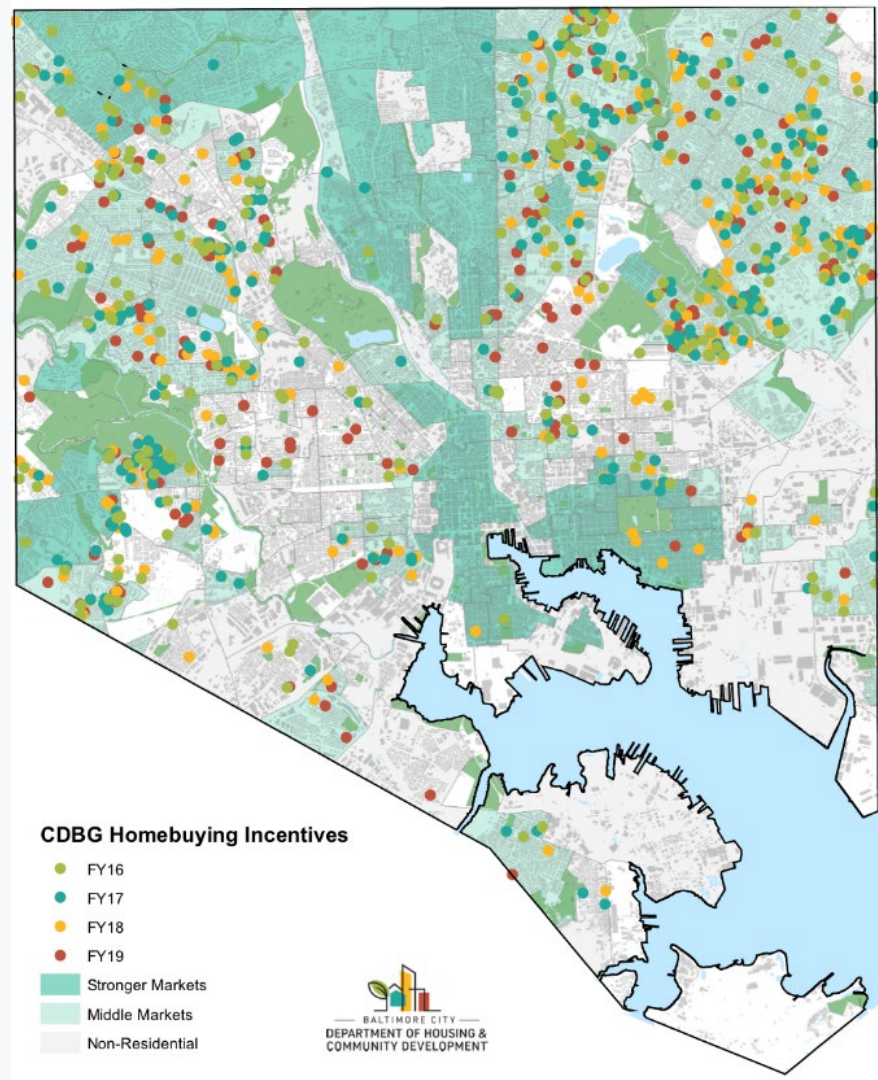 CDBG Homebuying Incentives
FY16
FY17
FY18
FY19
Stronger Markets
Middle Markets
Non-Residential
BALTIMORE CITY
DEPARTMENT OF HOUSING &
COMMUNITY DEVELOPMENT